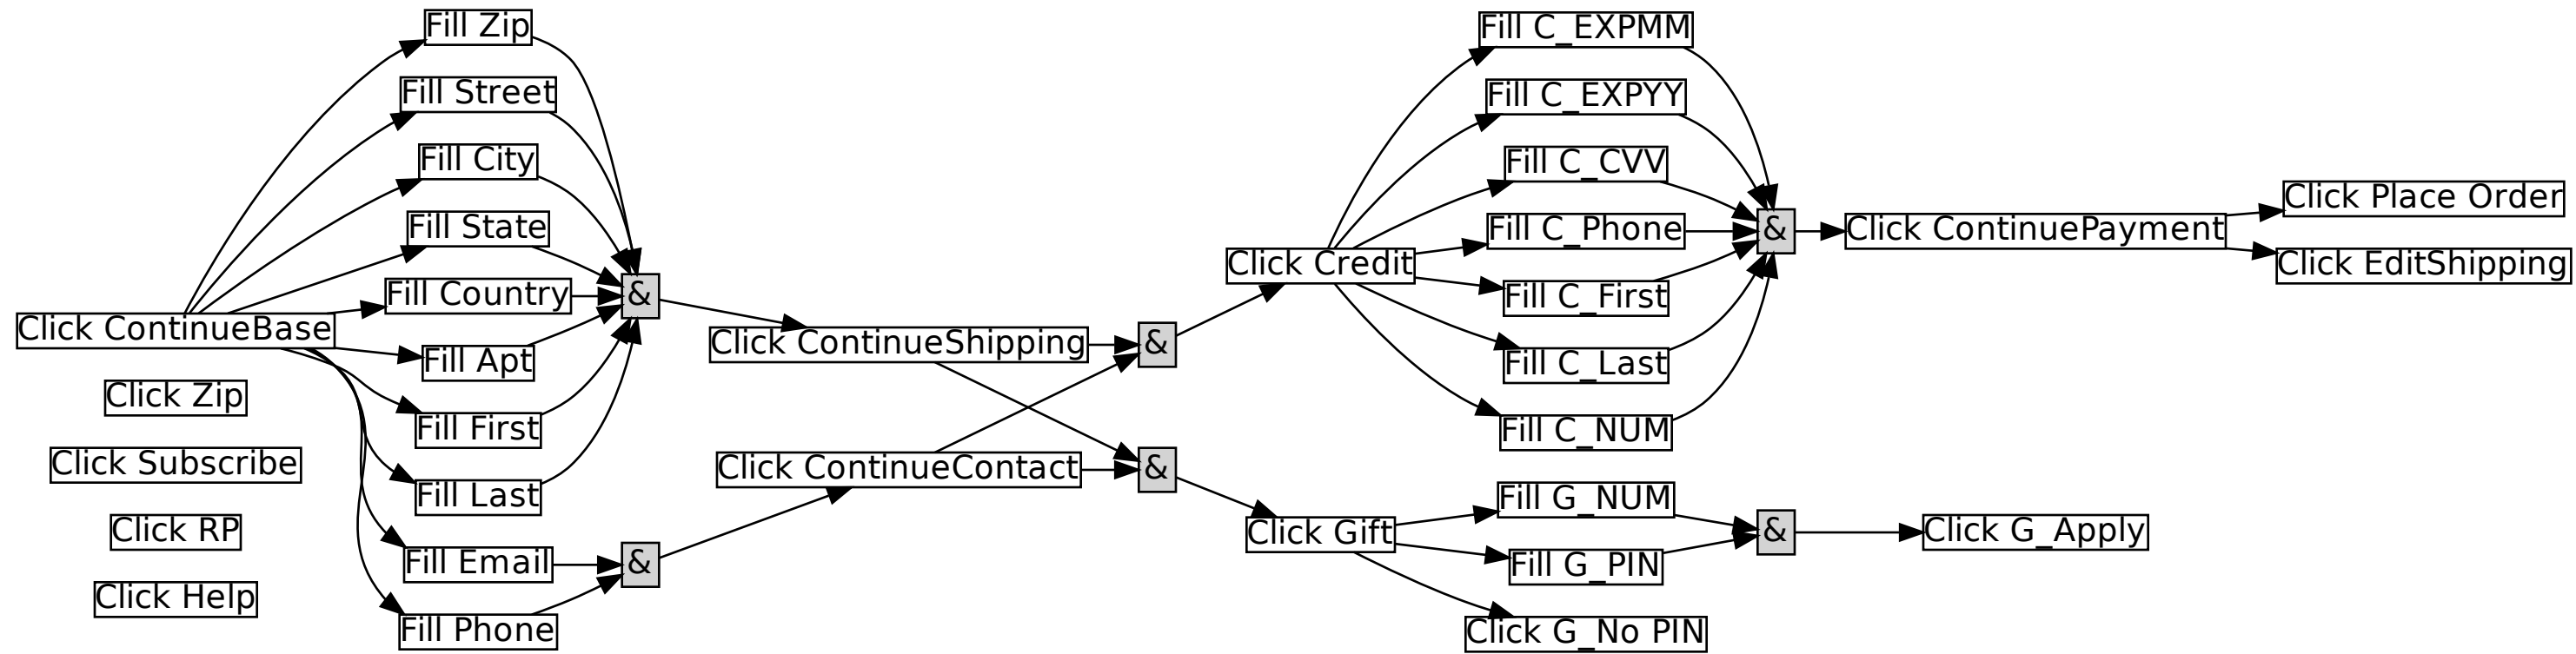 Click ContinueBase
Click Zip
Click Subscribe
Click RP
Click Help
Fill Zip
Fill Street
Fill City
Fill State
Fill Country
Fill Apt
Fill First
Fill Last
Fill Email
Fill Phone
&
&
Click ContinueShipping
Click ContinueContact
&
&
Click Credit
Click Gift
Fill C_EXPMM
Fill C_EXPYY
Fill C_CVV
Fill C_Phone
Fill C_First
Fill C_Last
Fill C_NUM
Fill G_NUM
Fill G_PIN
Click G_No PIN
&
&
Click ContinuePayment
Click G_Apply
Click Place Order
Click EditShipping